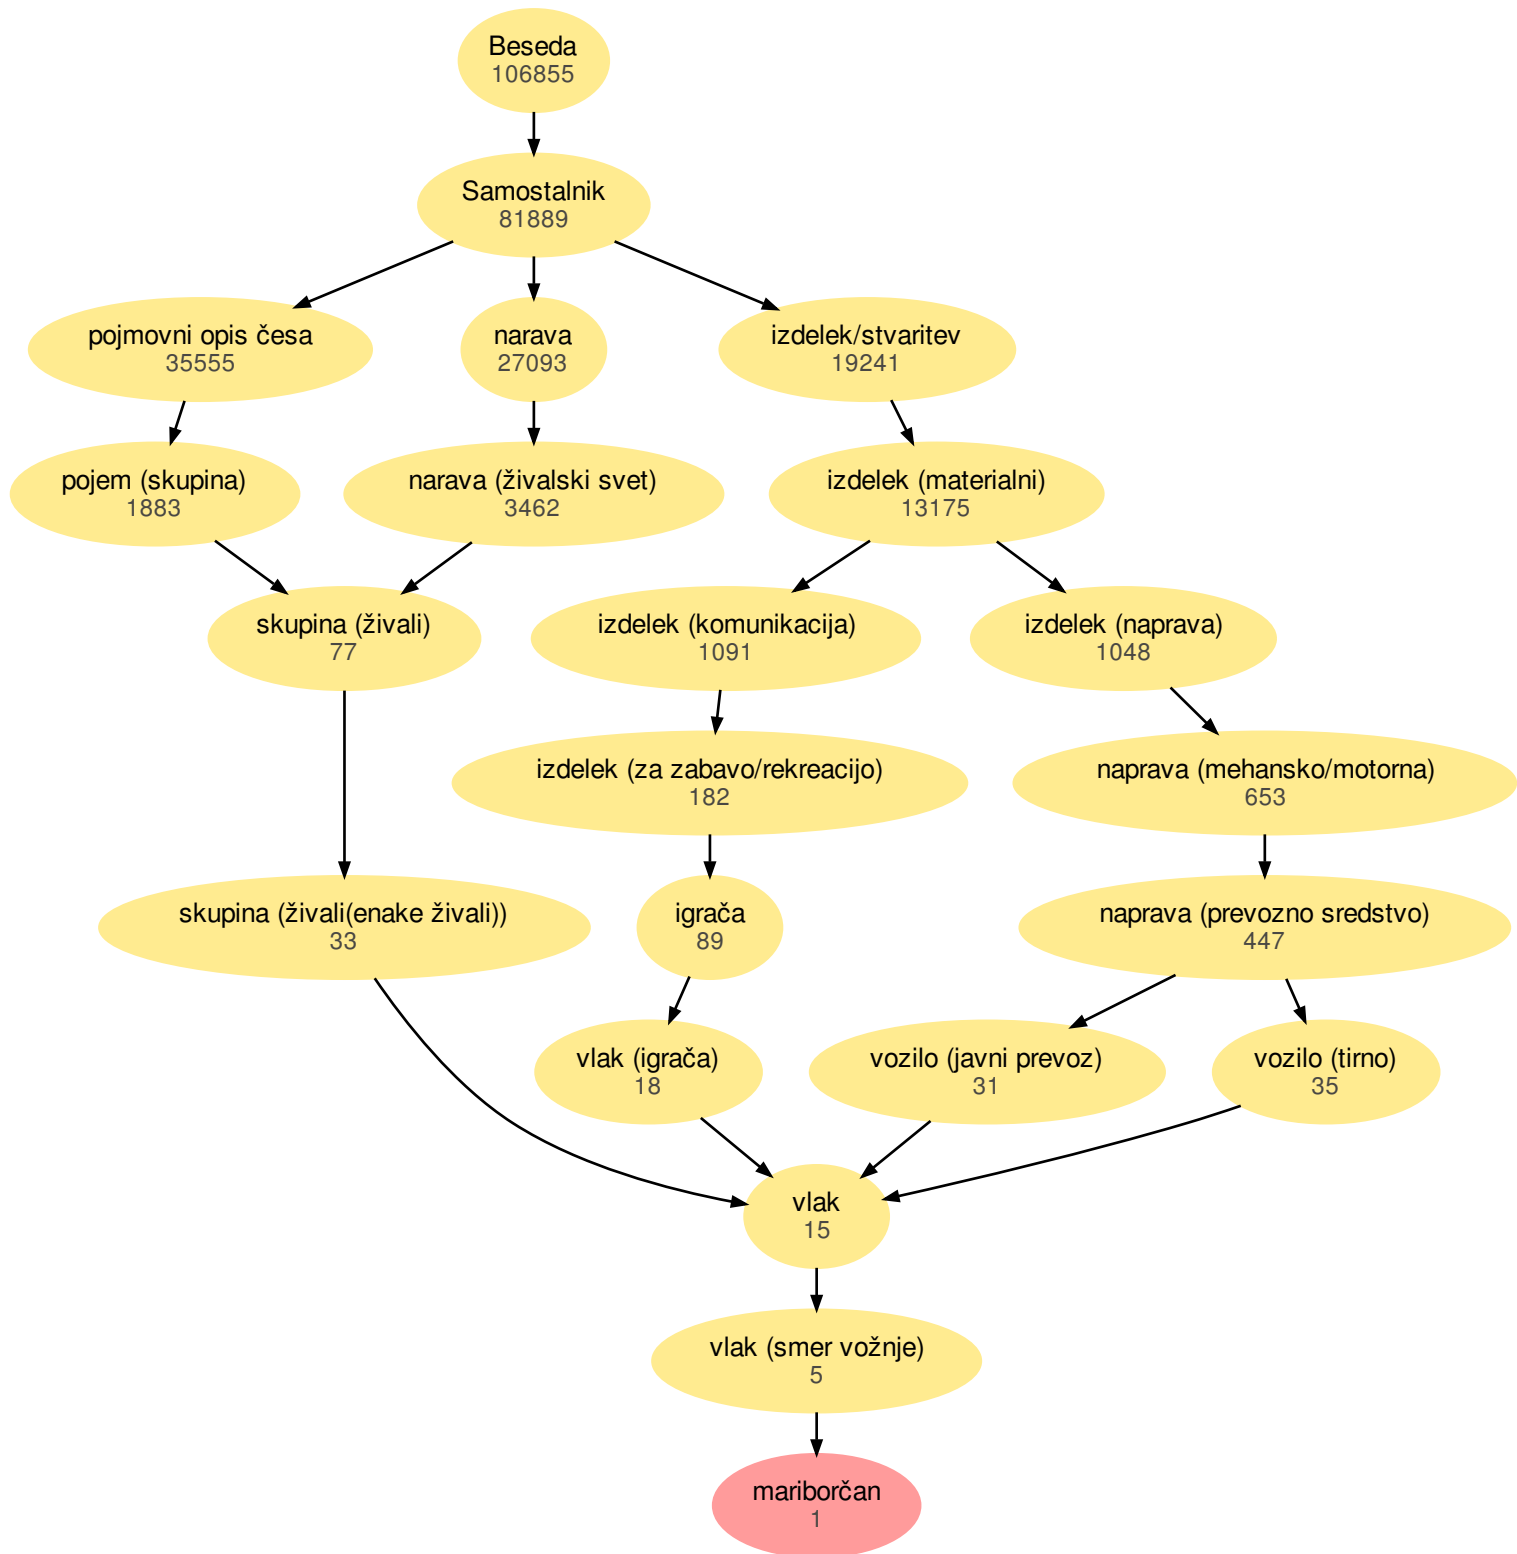 Beseda
106855
Samostalnik
81889
pojmovni opis česa
35555
narava
27093
izdelek/stvaritev
19241
pojem (skupina)
1883
narava (živalski svet)
3462
izdelek (materialni)
13175
skupina (živali)
77
izdelek (komunikacija)
1091
izdelek (naprava)
1048
izdelek (za zabavo/rekreacijo)
182
naprava (mehansko/motorna)
653
skupina (živali(enake živali))
33
igrača
89
naprava (prevozno sredstvo)
447
vlak (igrača)
18
vozilo (javni prevoz)
31
vozilo (tirno)
35
vlak
15
vlak (smer vožnje)
5
mariborčan
1